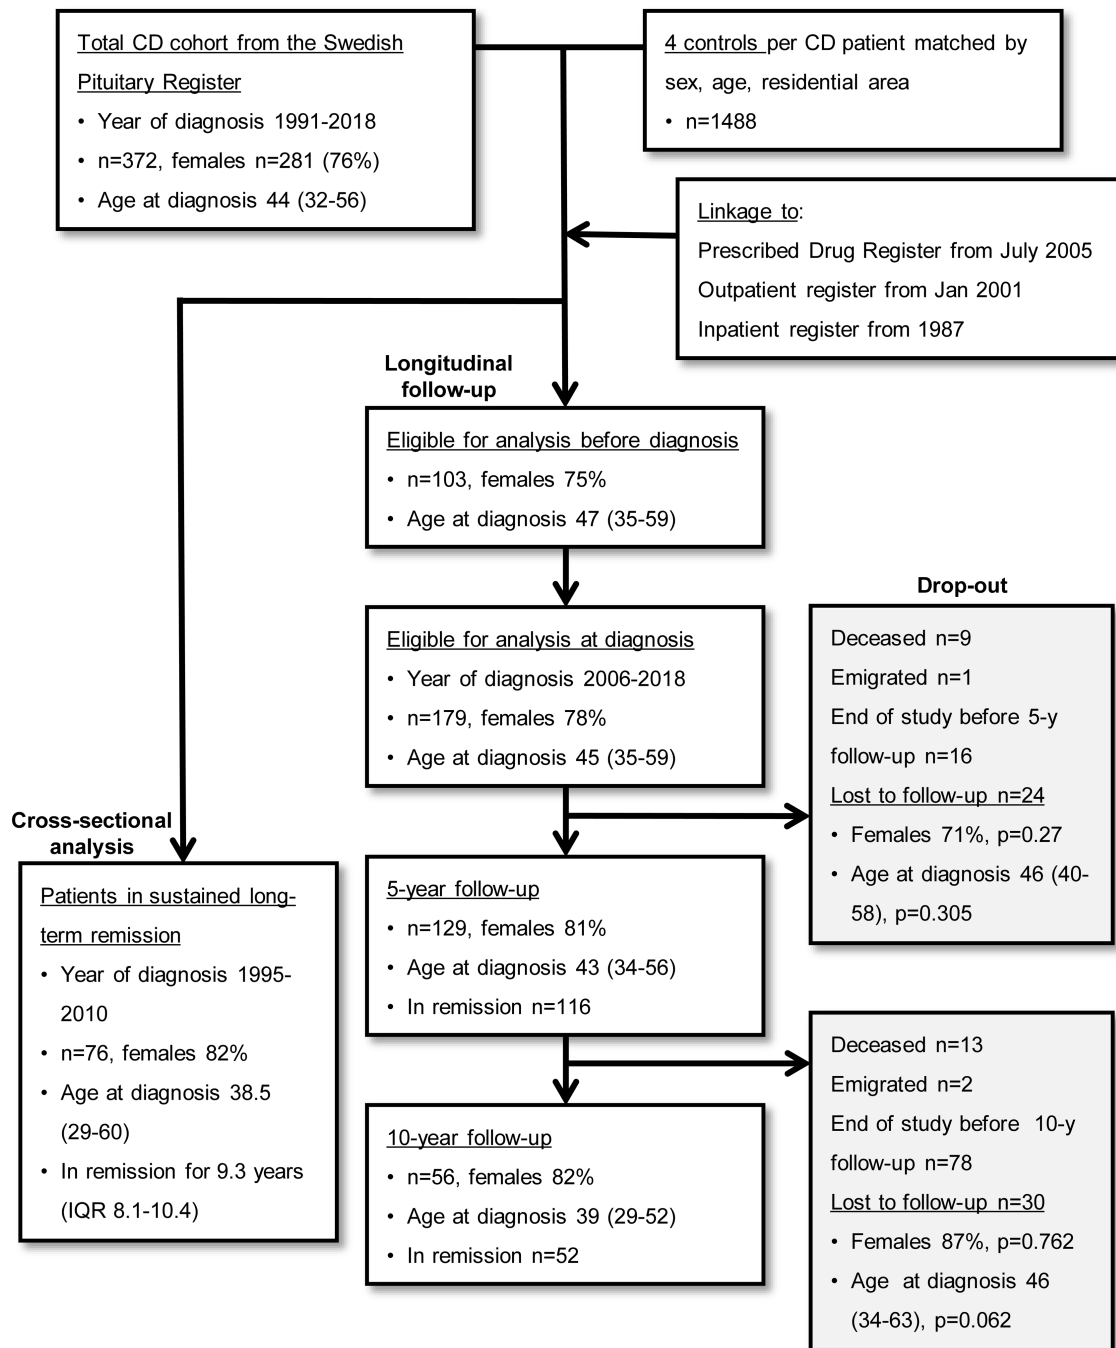 Total CD cohort from the Swedish
Pituitary Register
• Year of diagnosis 1991-2018
• n=372, females n=281 (76%)
• Age at diagnosis 44 (32-56)
4 controls per CD patient matched by
sex, age, residential area
• n=1488
Linkage to:
Prescribed Drug Register from July 2005
Outpatient register from Jan 2001
Inpatient register from 1987
Longitudinal
follow-up
Eligible for analysis before diagnosis
• n=103, females 75%
• Age at diagnosis 47 (35-59)
Eligible for analysis at diagnosis
• Year of diagnosis 2006-2018
• n=179, females 78%
• Age at diagnosis 45 (35-59)
Drop-out
Deceased n=9
Emigrated n=1
End of study before 5-y
follow-up n=16
Lost to follow-up n=24
• Females 71%, p=0.27
• Age at diagnosis 46 (40-
58), p=0.305
Cross-sectional
analysis
Patients in sustained long-
term remission
• Year of diagnosis 1995-
2010
• n=76, females 82%
• Age at diagnosis 38.5
(29-60)
• In remission for 9.3 years
(IQR 8.1-10.4)
5-year follow-up
• n=129, females 81%
• Age at diagnosis 43 (34-56)
• In remission n=116
10-year follow-up
• n=56, females 82%
• Age at diagnosis 39 (29-52)
• In remission n=52
Deceased n=13
Emigrated n=2
End of study before 10-y
follow-up n=78
Lost to follow-up n=30
• Females 87%, p=0.762
• Age at diagnosis 46
(34-63), p=0.062